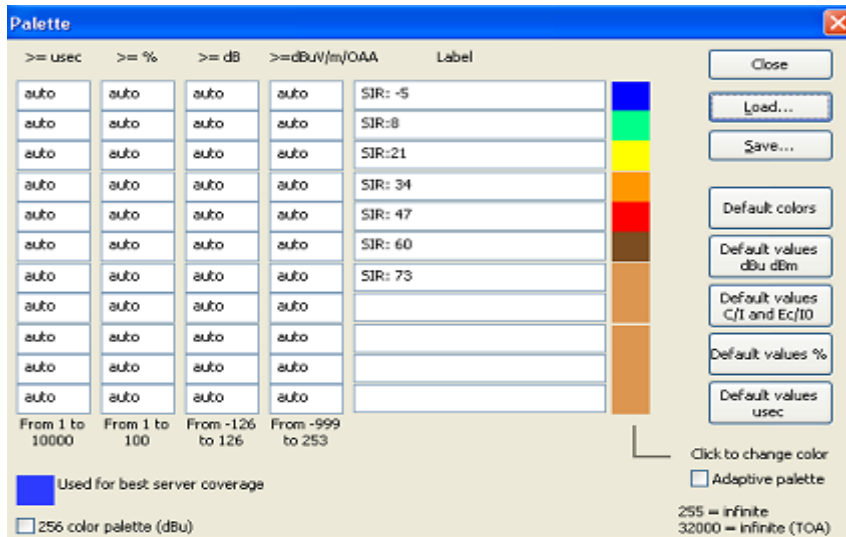 Palette
>= usec >= % >= dB >=dBuV/m/OAA Label
Close
auto auto auto auto SIR: -5
Load...
auto auto auto auto SIR:8
auto auto auto auto SIR:21
Save...
auto auto auto auto SIR: 34
auto auto auto auto SIR: 47
Default colors
auto auto auto auto SIR: 60
Default values
dBu dBm
auto auto auto auto SIR: 73
auto auto auto auto
Default values
C/I and Ec/I0
auto auto auto auto
Default values %
auto auto auto auto
auto auto auto auto
Default values
usec
From 1 to From 1 to From -126 From -999
10000 100 to 126 to 253
Click to change color
Used for best server coverage
Adaptive palette
255 = infinite
256 color palette (dBu)
32000 = infinite (TOA)